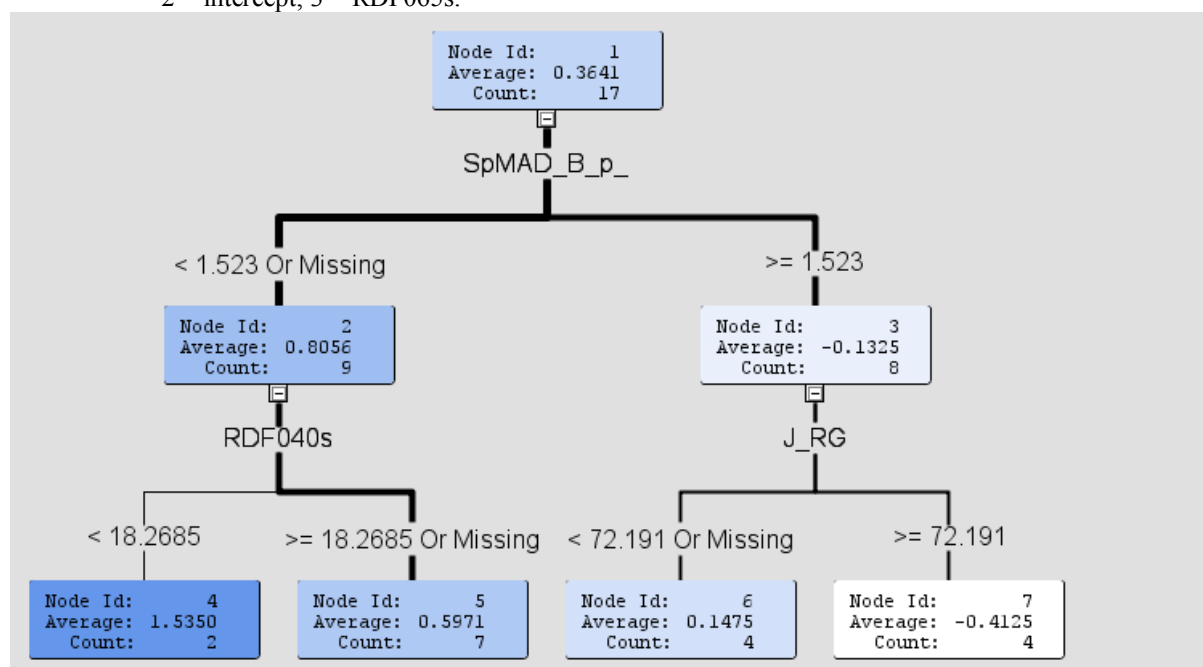 2 = intercept; 3 = RDF065s.
Node Id: 1
Average: 0.3641
Count: 17
SpMAD_B_p_
< 1.523 Or Missing
>= 1.523
Node Id: 2
Average: 0.8056
Count: 9
Node Id: 3
Average: -0.1325
Count: 8
RDF040s
J_RG
< 18.2685
>= 18.2685 Or Missing
< 72.191 Or Missing
>= 72.191
Node Id: 4
Average: 1.5350
Count: 2
Node Id: 5
Average: 0.5971
Count: 7
Node Id: 6
Average: 0.1475
Count: 4
Node Id: 7
Average: -0.4125
Count: 4